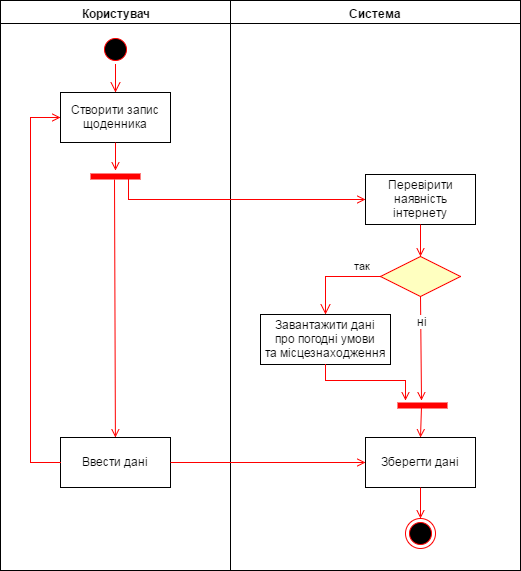 Користувач
Система
Створити запис
щоденника
Перевірити
наявність
інтернету
так
ні
Завантажити дані
про погодні умови
та місцезнаходження
Ввести дані
Зберегти дані